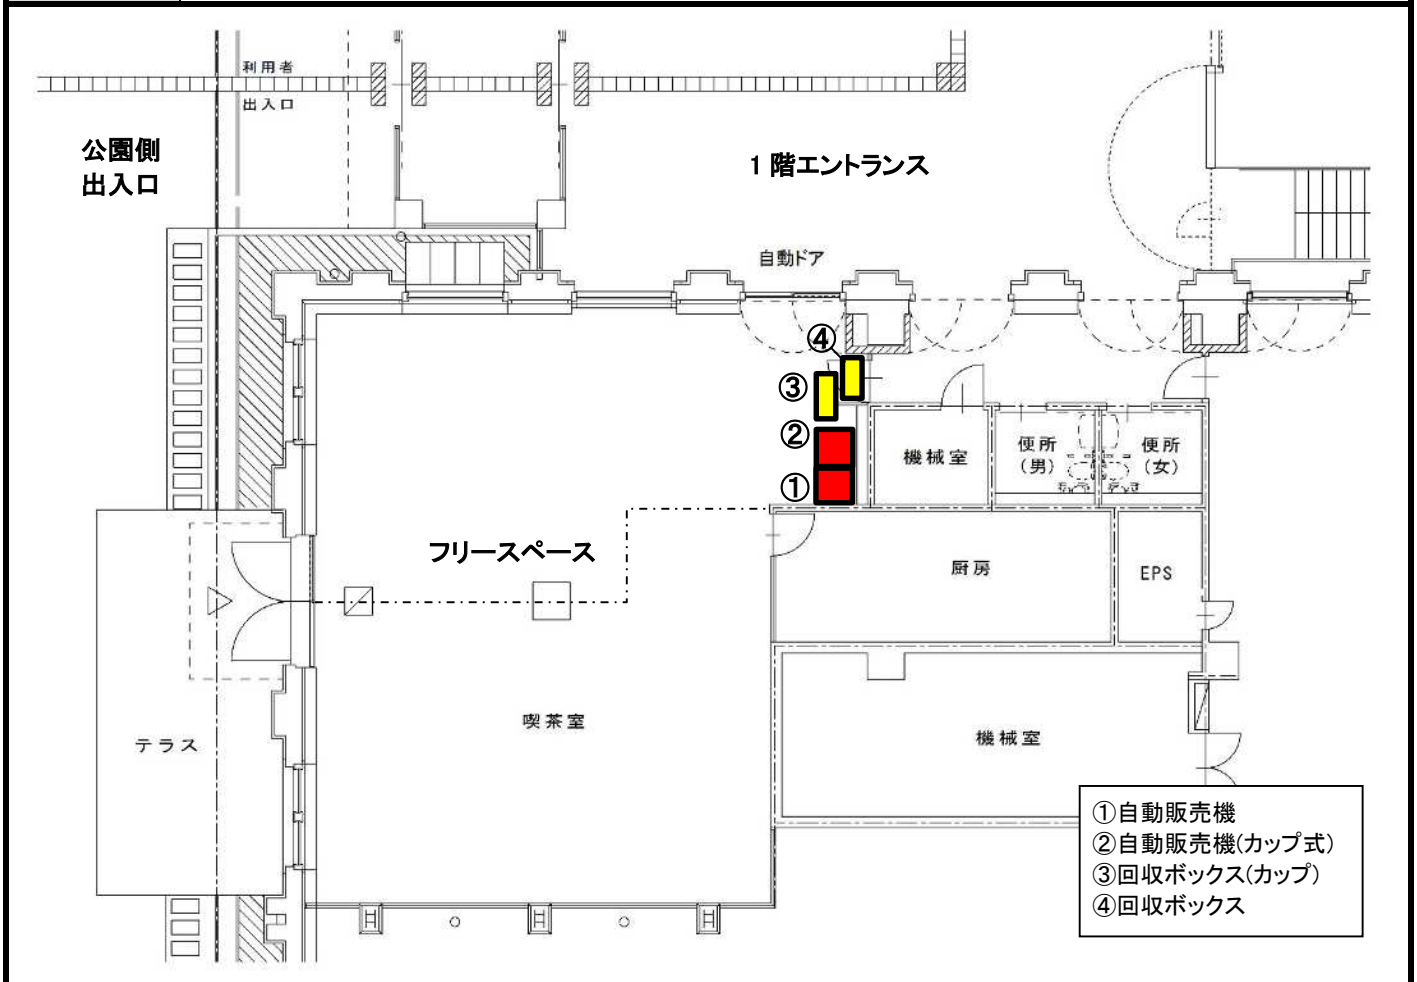 利用者
出入口
公園側
出入口
1 階エントランス
自動ドア
④
③
②
①
機械室
便所
(男)
便所
(女)
フリースペース
厨房
EPS
喫茶室
テラス
機械室
①自動販売機
②自動販売機(カップ式)
③回収ボックス(カップ)
④回収ボックス